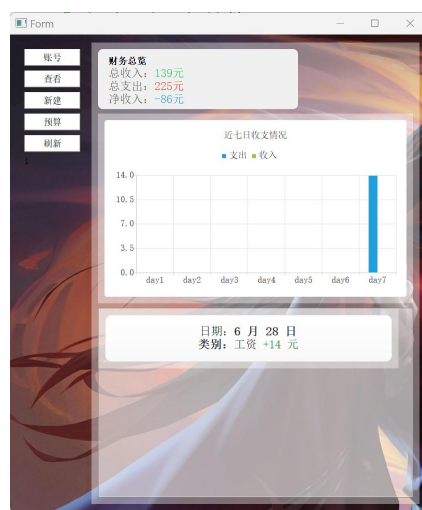 Form
账号
查看
新建
预算
刷新
财务总览
总收入：139元
总支出：225元
净收入：-86元
近七日收支情况
支出 收入
14.0
10.5
7.0
3.5
0.0
day1 day2 day3 day4 day5 day6 day7
日期：6 月 28 日
类别：工资 +14 元